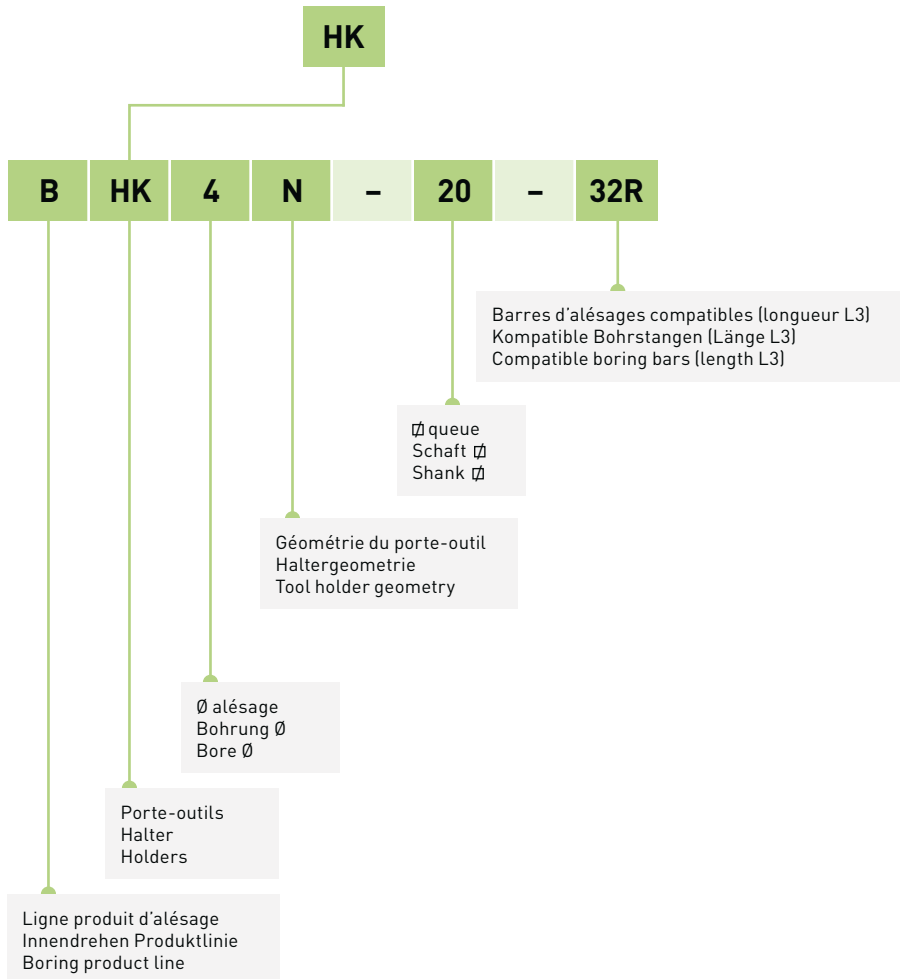 HK
B HK 4 N – 20 – 32R
Barres d'alésages compatibles (longueur L3)
Kompatible Bohrstangen (Länge L3)
Compatible boring bars (length L3)
⍁ queue
Schaft ⍁
Shank ⍁
Géométrie du porte-outil
Haltergeometrie
Tool holder geometry
Ø alésage
Bohrung Ø
Bore Ø
Porte-outils
Halter
Holders
Ligne produit d'alésage
Innendrehen Produktlinie
Boring product line